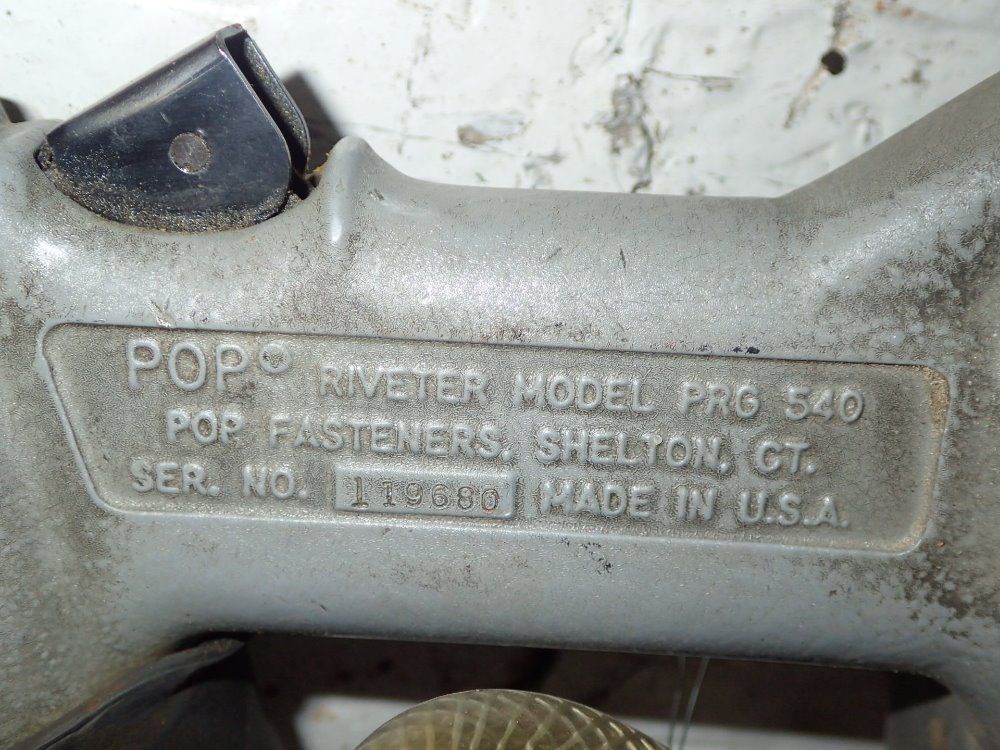 POP® RIVETER MODEL PRG 540
POP FASTENERS, SHELTON, CT.
SER. NO. 119680 MADE IN U.S.A.